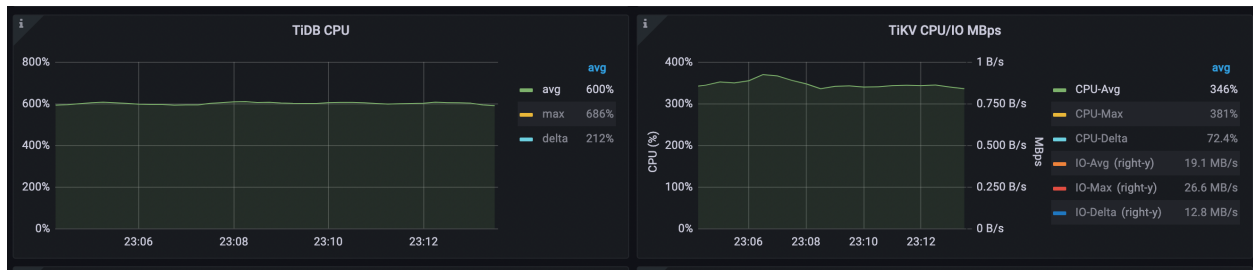 i
TiDB CPU
800%
600%
400%
200%
0%
23:06
23:08
23:10
23:12
avg
avg 600%
max 686%
delta 212%
i
TiKV CPU/IO MBps
CPU (%)
400%
300%
200%
100%
0%
23:06
23:08
23:10
23:12
1 B/s
0.750 B/s
0.500 B/s
0.250 B/s
0 B/s
MBps
avg
CPU-Avg 346%
CPU-Max 381%
CPU-Delta 72.4%
IO-Avg (right-y) 19.1 MB/s
IO-Max (right-y) 26.6 MB/s
IO-Delta (right-y) 12.8 MB/s